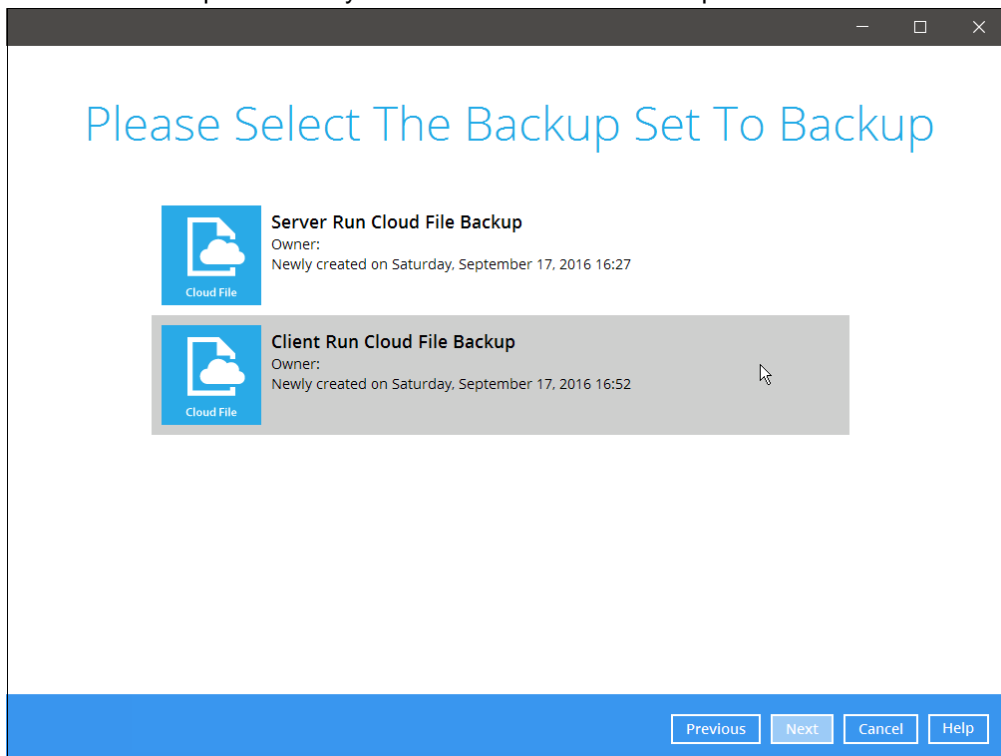 Please Select The Backup Set To Backup
Server Run Cloud File Backup
Owner:
Newly created on Saturday, September 17, 2016 16:27
Cloud File
Client Run Cloud File Backup
Owner:
Newly created on Saturday, September 17, 2016 16:52
Cloud File
Previous Next Cancel Help